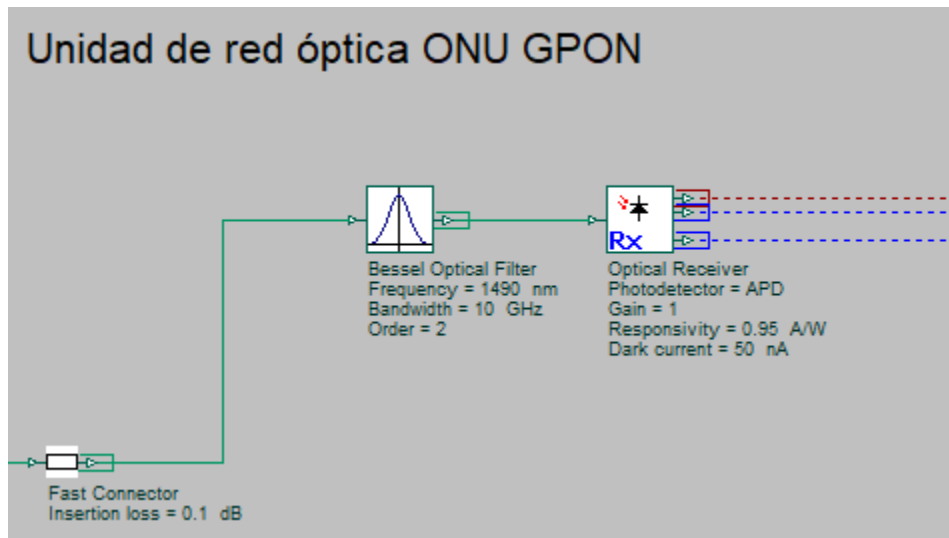 Unidad de red óptica ONU GPON
Bessel Optical Filter
Frequency = 1490  nm
Bandwidth = 10  GHz
Order = 2
Rx
Optical Receiver
Photodetector = APD
Gain = 1
Responsivity = 0.95  A/W
Dark current = 50  nA
Fast Connector
Insertion loss = 0.1  dB